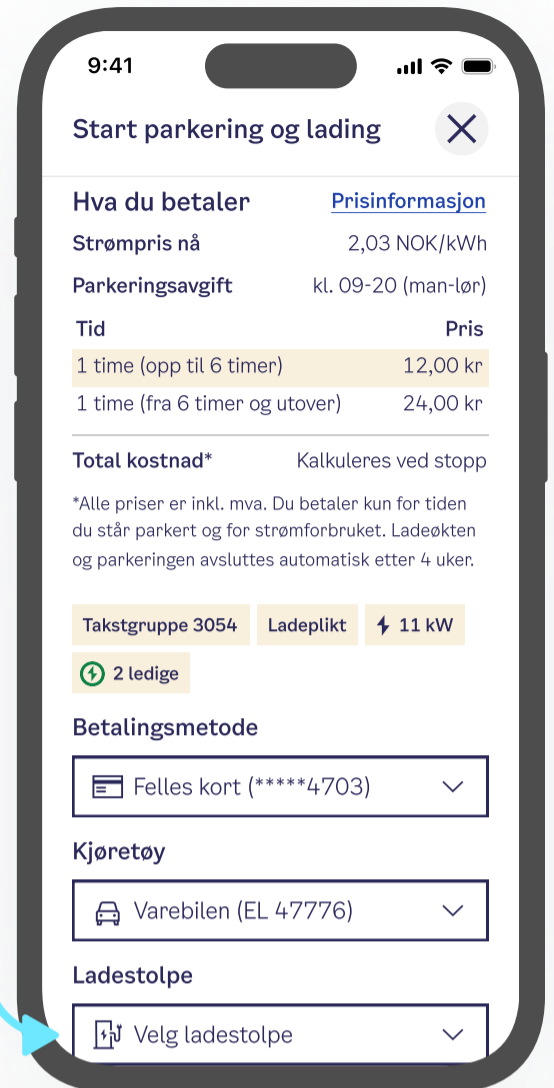 9:41
Start parkering og lading
Hva du betaler Prisinformasjon
Strømpris nå 2,03 NOK/kWh
Parkeringsavgift kl. 09-20 (man-lør)
Tid Pris
1 time (opp til 6 timer) 12,00 kr
1 time (fra 6 timer og utover) 24,00 kr
Total kostnad* Kalkuleres ved stopp
*Alle priser er inkl. mva. Du betaler kun for tiden
du står parkert og for strømforbruket. Ladeøkten
og parkeringen avsluttes automatisk etter 4 uker.
Takstgruppe 3054 Ladeplikt 11 kW
2 ledige
Betalingsmetode
Felles kort (*****4703)
Kjøretøy
Varebilen (EL 47776)
Ladestolpe
Velg ladestolpe